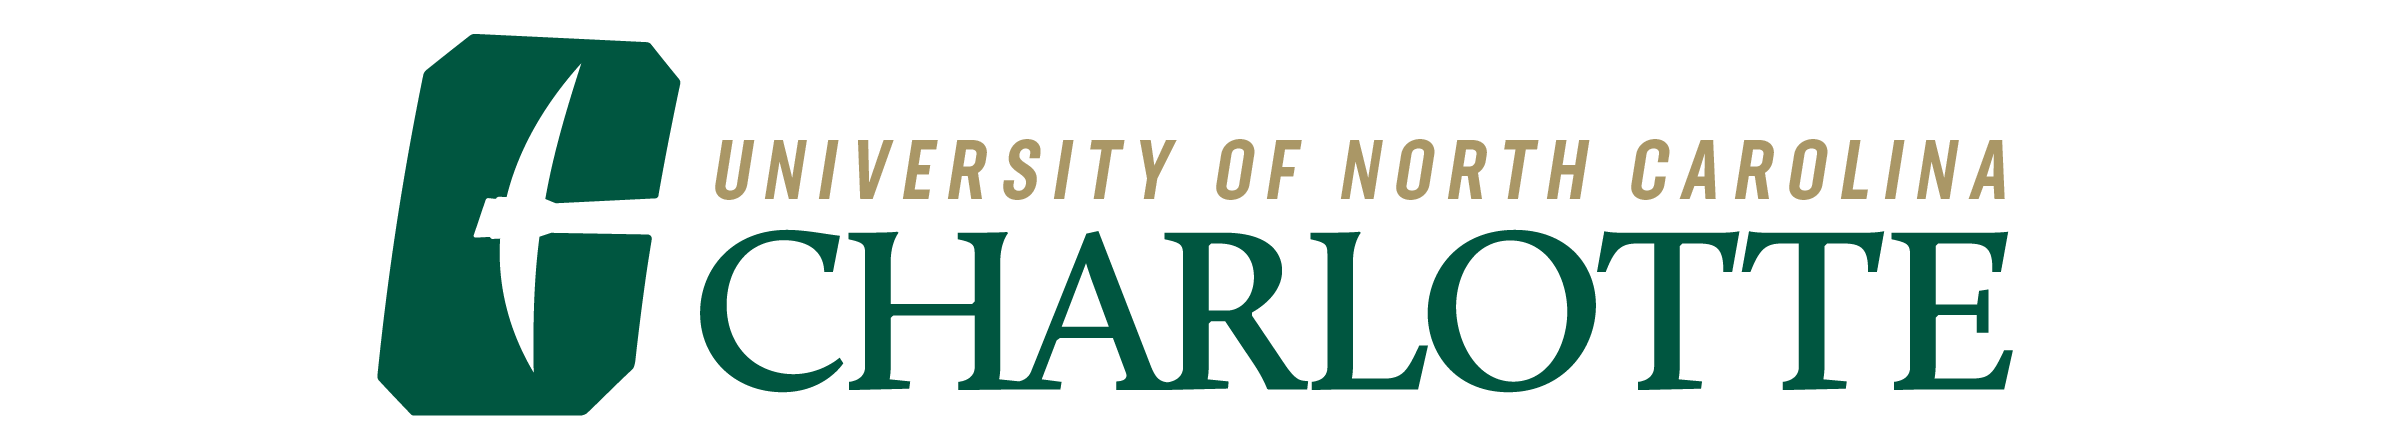 UNIVERSITY OF NORTH CAROLINA
CHARLOTTE